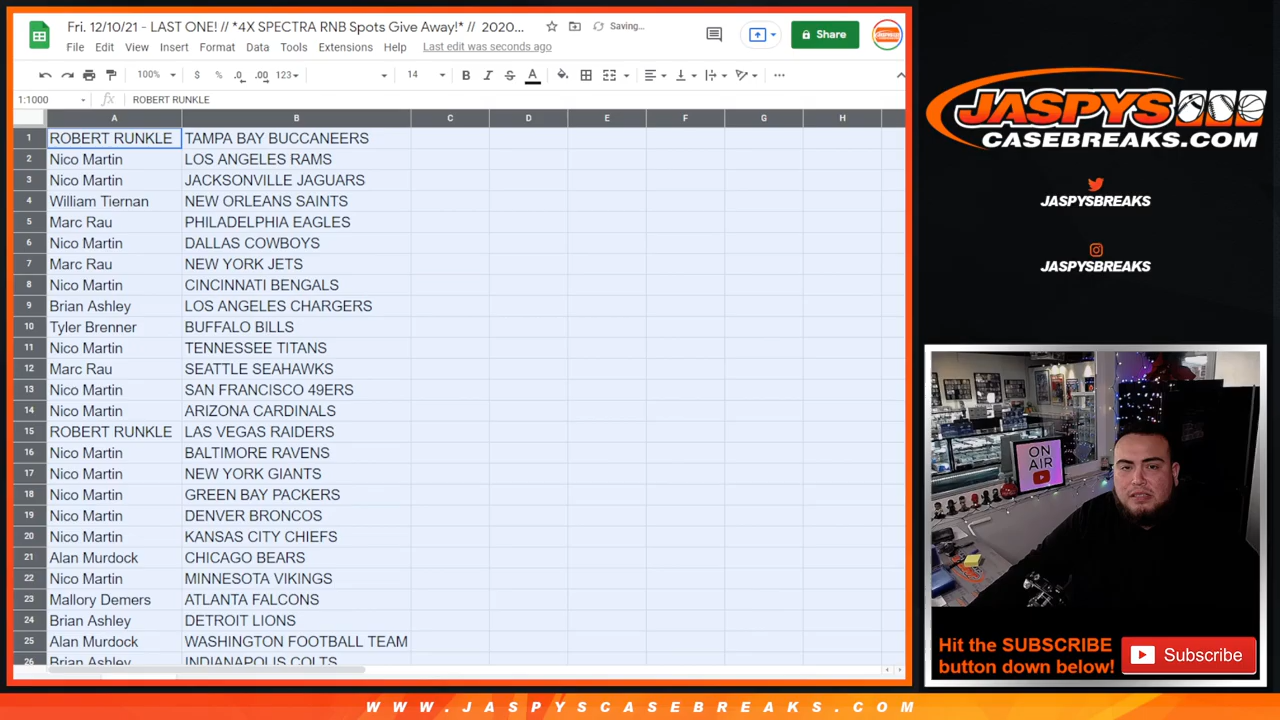 Fri. 12/10/21 - LAST ONE! // *4X SPECTRA RNB Spots Give Away!* // 2020... Saving...
File Edit View Insert Format Data Tools Extensions Help Last edit was seconds ago
Share
100% $ % .0 .00 123 14 B I S A
1:1000 fx ROBERT RUNKLE
A B C D E F G H
1 ROBERT RUNKLE TAMPA BAY BUCCANEERS
2 Nico Martin LOS ANGELES RAMS
3 Nico Martin JACKSONVILLE JAGUARS
4 William Tiernan NEW ORLEANS SAINTS
5 Marc Rau PHILADELPHIA EAGLES
6 Nico Martin DALLAS COWBOYS
7 Marc Rau NEW YORK JETS
8 Nico Martin CINCINNATI BENGALS
9 Brian Ashley LOS ANGELES CHARGERS
10 Tyler Brenner BUFFALO BILLS
11 Nico Martin TENNESSEE TITANS
12 Marc Rau SEATTLE SEAHAWKS
13 Nico Martin SAN FRANCISCO 49ERS
14 Nico Martin ARIZONA CARDINALS
15 ROBERT RUNKLE LAS VEGAS RAIDERS
16 Nico Martin BALTIMORE RAVENS
17 Nico Martin NEW YORK GIANTS
18 Nico Martin GREEN BAY PACKERS
19 Nico Martin DENVER BRONCOS
20 Nico Martin KANSAS CITY CHIEFS
21 Alan Murdock CHICAGO BEARS
22 Nico Martin MINNESOTA VIKINGS
23 Mallory Demers ATLANTA FALCONS
24 Brian Ashley DETROIT LIONS
25 Alan Murdock WASHINGTON FOOTBALL TEAM
26 Brian Ashley INDIANAPOLIS COLTS
JASPYS
CASEBREAKS.COM
JASPYSBREAKS
JASPYSBREAKS
ON
AIR
Hit the SUBSCRIBE
button down below!
Subscribe
WWW.JASPYSCASEBREAKS.COM